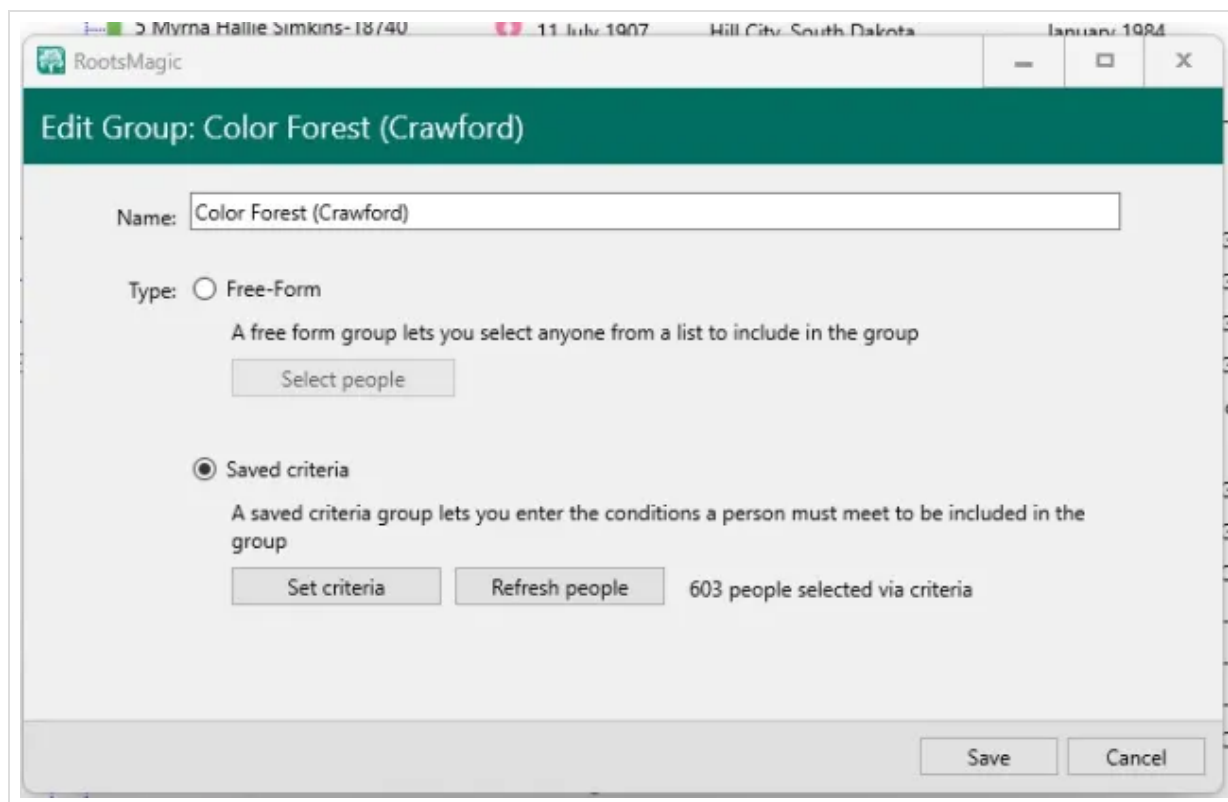 5 Myrna Hallie Simkins-18740 11 July 1907 Hill City, South Dakota January 1984
RootsMagic
Edit Group: Color Forest (Crawford)
Name: Color Forest (Crawford)
Type: Free-Form
A free form group lets you select anyone from a list to include in the group
Select people
Saved criteria
A saved criteria group lets you enter the conditions a person must meet to be included in the
group
Set criteria Refresh people 603 people selected via criteria
Save Cancel